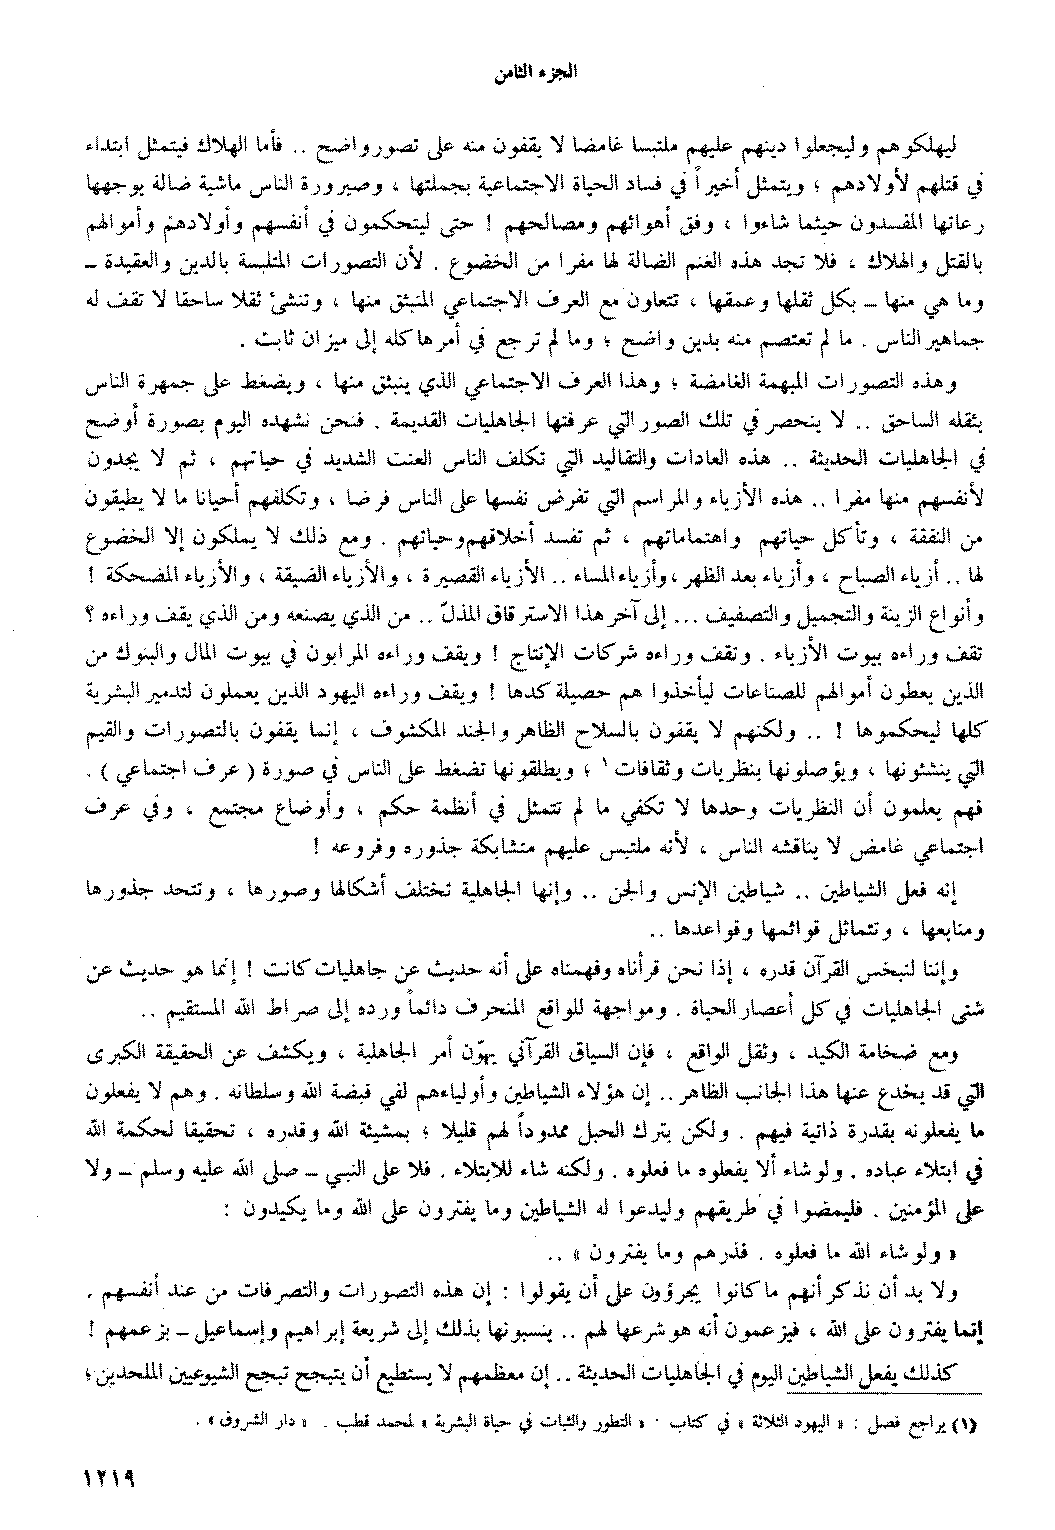 الجزء الثامن
ليهلكوهم وليجعلوا دينهم عليهم ملتبسا غامضا لا يقفون منه على تصور واضح .. فأما الهلاك فيتمثل ابتداء
في قتلهم لأولادهم ؛ ويتمثل أخيراً في فساد الحياة الاجتماعية بجملتها ، وصيرورة الناس ماشية ضالة يوجهها
رعاتها المفسدون حيثما شاءوا ، وفق أهوائهم ومصالحهم ! حتى ليتحكمون في أنفسهم وأولادهم وأموالهم
بالقتل والهلاك ، فلا تجد هذه الغنم الضالة لها مفرا من الخضوع . لأن التصورات المتلبسة بالدين والعقيدة –
وما هي منها – بكل ثقلها وعمقها ، تتعاون مع العرف الاجتماعي المنبثق منها ، وتنشئ ثقلا ساحقا لا تقف له
جماهير الناس . ما لم تعتصم منه بدين واضح ؛ وما لم ترجع في أمرها كله إلى ميزان ثابت .
وهذه التصورات المبهمة الغامضة ؛ وهذا العرف الاجتماعي الذي ينبثق منها ، ويضغط على جمهرة الناس
بثقله الساحق .. لا ينحصر في تلك الصور التي عرفتها الجاهليات القديمة . فنحن نشهده اليوم بصورة أوضح
في الجاهليات الحديثة .. هذه العادات والتقاليد التي تكلف الناس العنت الشديد في حياتهم ، ثم لا يجدون
لأنفسهم منها مفرا .. هذه الأزياء والمراسم التي تفرض نفسها على الناس فرضا ، وتكلفهم أحيانا ما لا يطيقون
من النفقة ، وتأكل حياتهم واهتماماتهم ، ثم تفسد أخلاقهم وحياتهم . ومع ذلك لا يملكون إلا الخضوع
لها .. أزياء الصباح ، وأزياء بعد الظهر ، وأزياء المساء .. الأزياء القصيرة ، والأزياء الضيقة ، والأزياء المضحكة !
وأنواع الزينة والتجميل والتصفيف ... إلى آخر هذا الاسترقاق المذلّ .. من الذي يصنعه ومن الذي يقف وراءه ؟
تقف وراءه بيوت الأزياء . وتقف وراءه شركات الإنتاج ! ويقف وراءه المرابون في بيوت المال والبنوك من
الذين يعطون أموالهم للصناعات ليأخذوا هم حصيلة كدها ! ويقف وراءه اليهود الذين يعملون لتدمير البشرية
كلها ليحكموها ! .. ولكنهم لا يقفون بالسلاح الظاهر والجند المكشوف ، إنما يقفون بالتصورات والقيم
التي ينشئونها ، ويؤصلونها بنظريات وثقافات ١ ؛ ويطلقونها تضغط على الناس في صورة ( عرف اجتماعي ) .
فهم يعلمون أن النظريات وحدها لا تكفي ما لم تتمثل في أنظمة حكم ، وأوضاع مجتمع ، وفي عرف
اجتماعي غامض لا يناقشه الناس ، لأنه ملتبس عليهم متشابكة جذوره وفروعه !
إنه فعل الشياطين .. شياطين الإنس والجن .. وإنها الجاهلية تختلف أشكالها وصورها ، وتتحد جذورها
ومنابعها ، وتتماثل قوائمها وقواعدها ..
وإننا لنبخس القرآن قدره ، إذا نحن قرأناه وفهمناه على أنه حديث عن جاهليات كانت ! إنما هو حديث عن
شتى الجاهليات في كل أعصار الحياة . ومواجهة للواقع المنحرف دائماً ورده إلى صراط الله المستقيم ..
ومع ضخامة الكيد ، وثقل الواقع ، فإن السياق القرآني يهوّن أمر الجاهلية ، ويكشف عن الحقيقة الكبرى
التي قد يخدع عنها هذا الجانب الظاهر .. إن هؤلاء الشياطين وأولياءهم لفي قبضة الله وسلطانه . وهم لا يفعلون
ما يفعلونه بقدرة ذاتية فيهم . ولكن بترك الحبل ممدوداً لهم قليلا ؛ بمشيئة الله وقدره ، تحقيقا لحكمة الله
في ابتلاء عباده . ولو شاء الله ألا يفعلوه ما فعلوه . ولكنه شاء للابتلاء . فلا على النبي – صلى الله عليه وسلم – ولا
على المؤمنين . فليمضوا في طريقهم وليدعوا له الشياطين وما يفترون على الله وما يكيدون :
« ولو شاء الله ما فعلوه . فذرهم وما يفترون » ..
ولا بد أن نذكر أنهم ما كانوا يجرؤون على أن يقولوا : إن هذه التصورات والتصرفات من عند أنفسهم .
إنما يفترون على الله ، فيزعمون أنه هو شرعها لهم .. ينسبونها بذلك إلى شريعة إبراهيم وإسماعيل – بزعمهم !
كذلك يفعل الشياطين اليوم في الجاهليات الحديثة .. إن معظمهم لا يستطيع أن يتبجح تبجح الشيوعيين الملحدين ؛
(١) يراجع فصل : « اليهود الثلاثة » في كتاب . « التطور والثبات في حياة البشرية » لمحمد قطب . « دار الشروق » .
١٢١٩